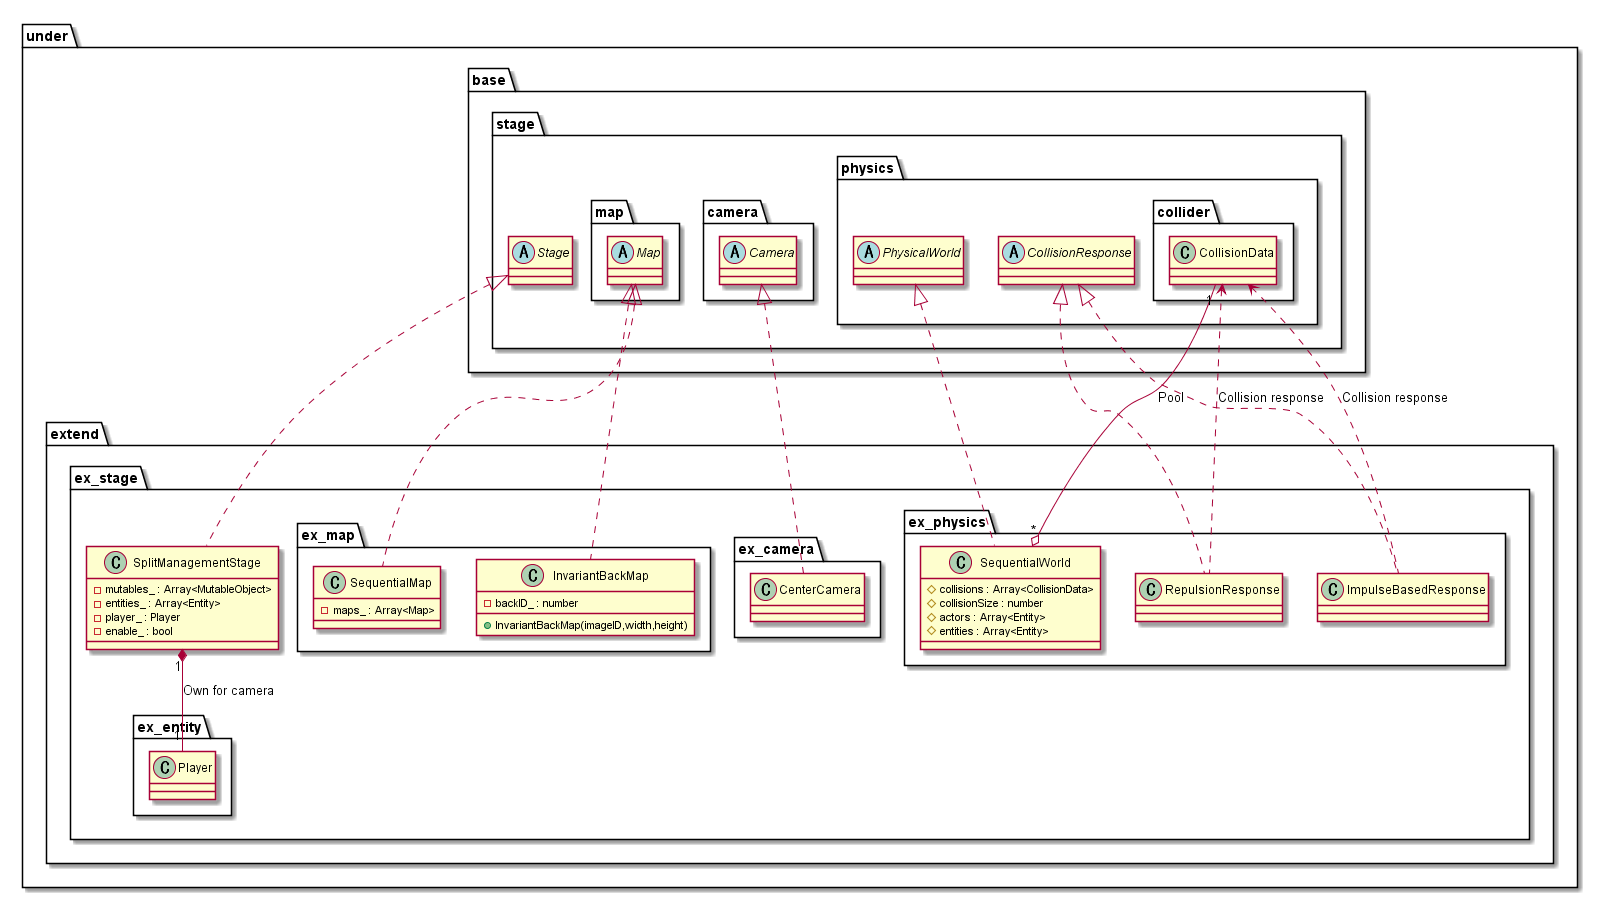 under
base
stage
physics
map
camera
collider
A Stage
A Map
A Camera
A PhysicalWorld
A CollisionResponse
C CollisionData
1
Pool
Collision response
Collision response
extend
ex_stage
ex_map
ex_camera
ex_physics
*
C SplitManagementStage
mutables_ : Array<MutableObject>
entities_ : Array<Entity>
player_ : Player
enable_ : bool
C SequentialMap
maps_ : Array<Map>
C InvariantBackMap
backID_ : number
InvariantBackMap(imageID,width,height)
C CenterCamera
C SequentialWorld
collisions : Array<CollisionData>
collisionSize : number
actors : Array<Entity>
entities : Array<Entity>
C RepulsionResponse
C ImpulseBasedResponse
1
Own for camera
ex_entity
1
C Player